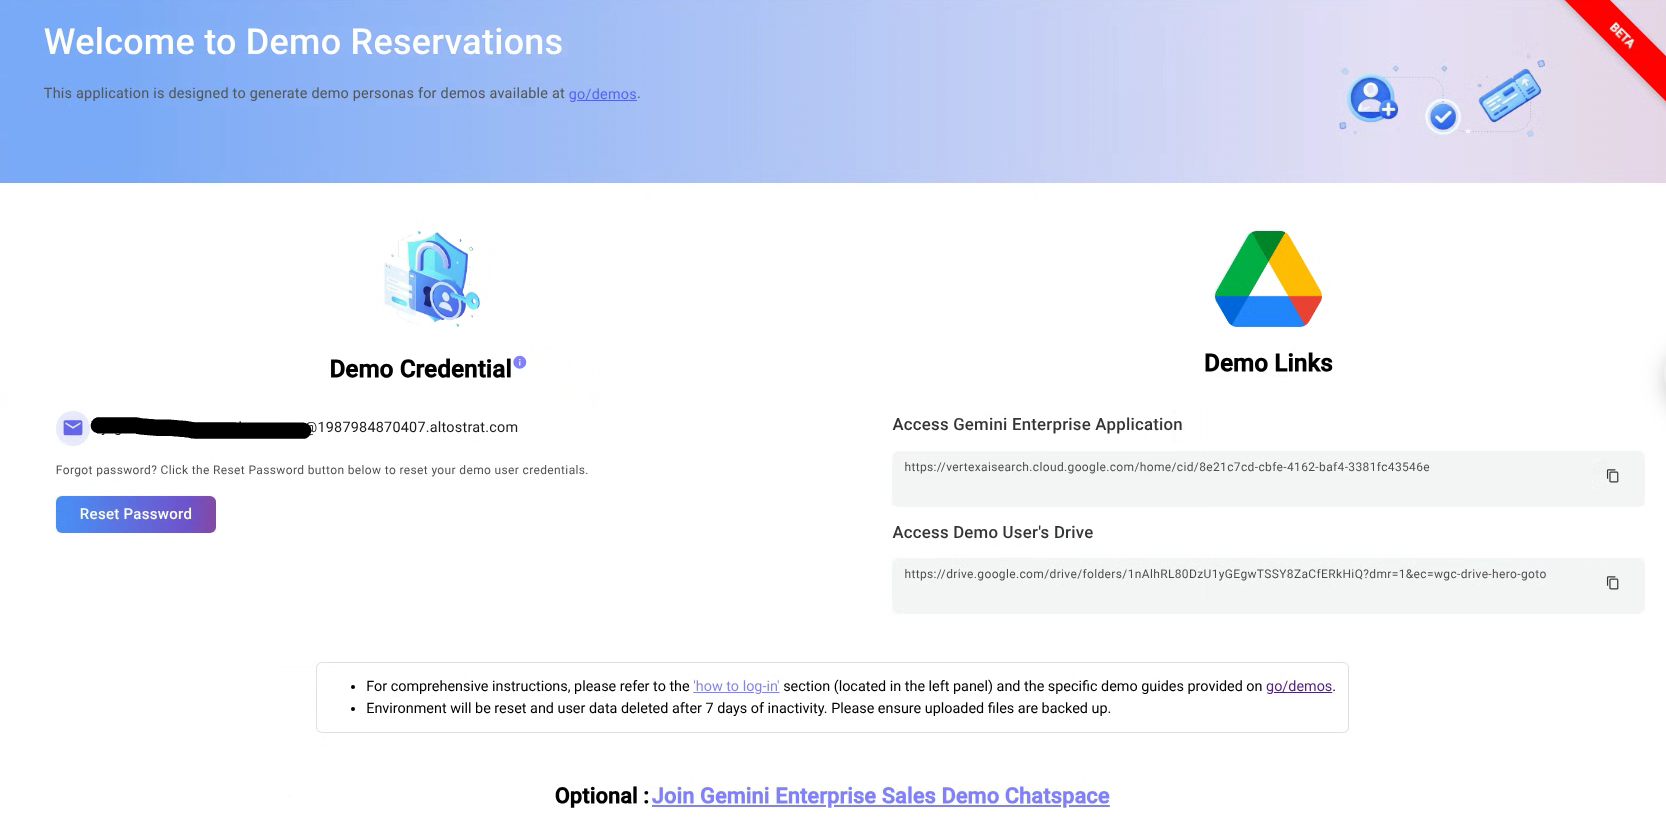 Welcome to Demo Reservations
BETA
This application is designed to generate demo personas for demos available at go/demos.
Demo Credential
Demo Links
@1987984870407.altostrat.com
Forgot password? Click the Reset Password button below to reset your demo user credentials.
Reset Password
Access Gemini Enterprise Application
https://vertexaisearch.cloud.google.com/home/cid/8e21c7cd-cbfe-4162-baf4-3381fc43546e
Access Demo User's Drive
https://drive.google.com/drive/folders/1nAlhRL80DzU1yGEgwTSSY8ZaCfERkHiQ?dmr=1&ec=wgc-drive-hero-goto
• For comprehensive instructions, please refer to the 'how to log-in' section (located in the left panel) and the specific demo guides provided on go/demos.
• Environment will be reset and user data deleted after 7 days of inactivity. Please ensure uploaded files are backed up.
Optional : Join Gemini Enterprise Sales Demo Chatspace